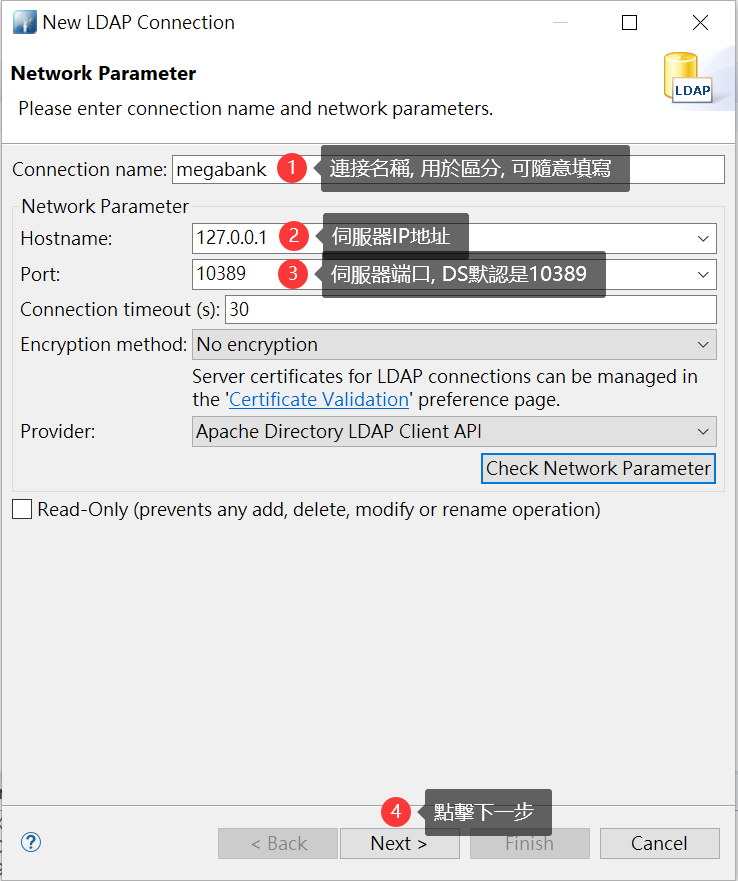 New LDAP Connection
Network Parameter
Please enter connection name and network parameters.
LDAP
Connection name: megabank 1 連接名稱, 用於區分, 可隨意填寫
Network Parameter
Hostname: 127.0.0.1 2 伺服器IP地址
Port: 10389 3 伺服器端口, DS默認是10389
Connection timeout (s): 30
Encryption method: No encryption
Server certificates for LDAP connections can be managed in
the 'Certificate Validation' preference page.
Provider: Apache Directory LDAP Client API
Check Network Parameter
Read-Only (prevents any add, delete, modify or rename operation)
4 點擊下一步
? < Back Next > Finish Cancel